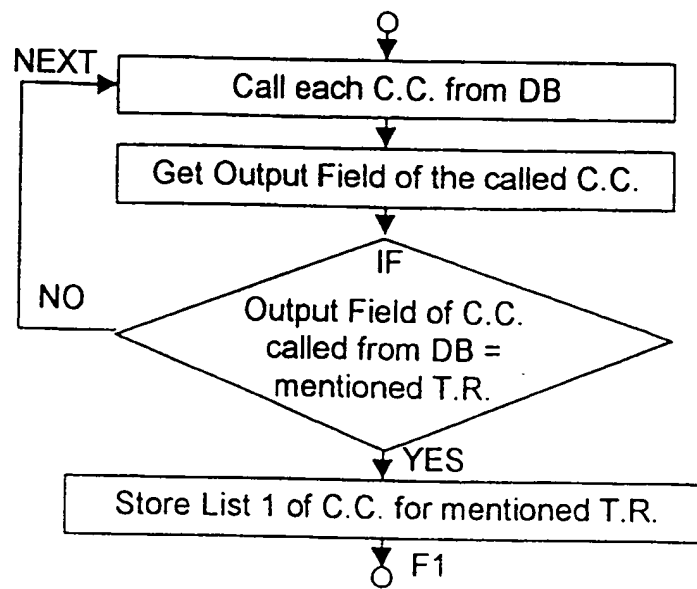 NEXT
Call each C.C. from DB
Get Output Field of the called C.C.
IF
NO
Output Field of C.C.
called from DB =
mentioned T.R.
YES
Store List 1 of C.C. for mentioned T.R.
F1